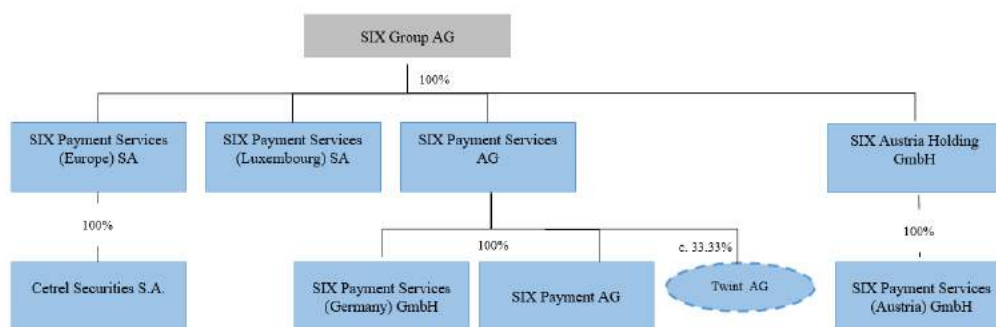 SIX Group AG
100%
SIX Payment Services
(Europe) SA
SIX Payment Services
(Luxembourg) SA
SIX Payment Services
AG
SIX Austria Holding
GmbH
100%
100%
c. 33.33%
100%
Cetrel Securities S.A.
SIX Payment Services
(Germany) GmbH
SIX Payment AG
Twint AG
SIX Payment Services
(Austria) GmbH